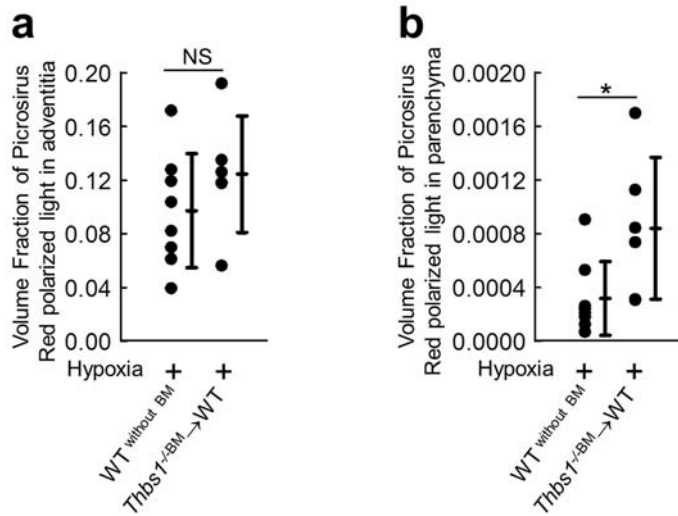 a
NS
Volume Fraction of Picrosirus
Red polarized light in adventitia
0.20
0.16
0.12
0.08
0.04
0.00
Hypoxia + +
WT without BM
Thbs1-/-BM→WT
b
*
Volume Fraction of Picrosirus
Red polarized light in parenchyma
0.0020
0.0016
0.0012
0.0008
0.0004
0.0000
Hypoxia + +
WT without BM
Thbs1-/-BM→WT